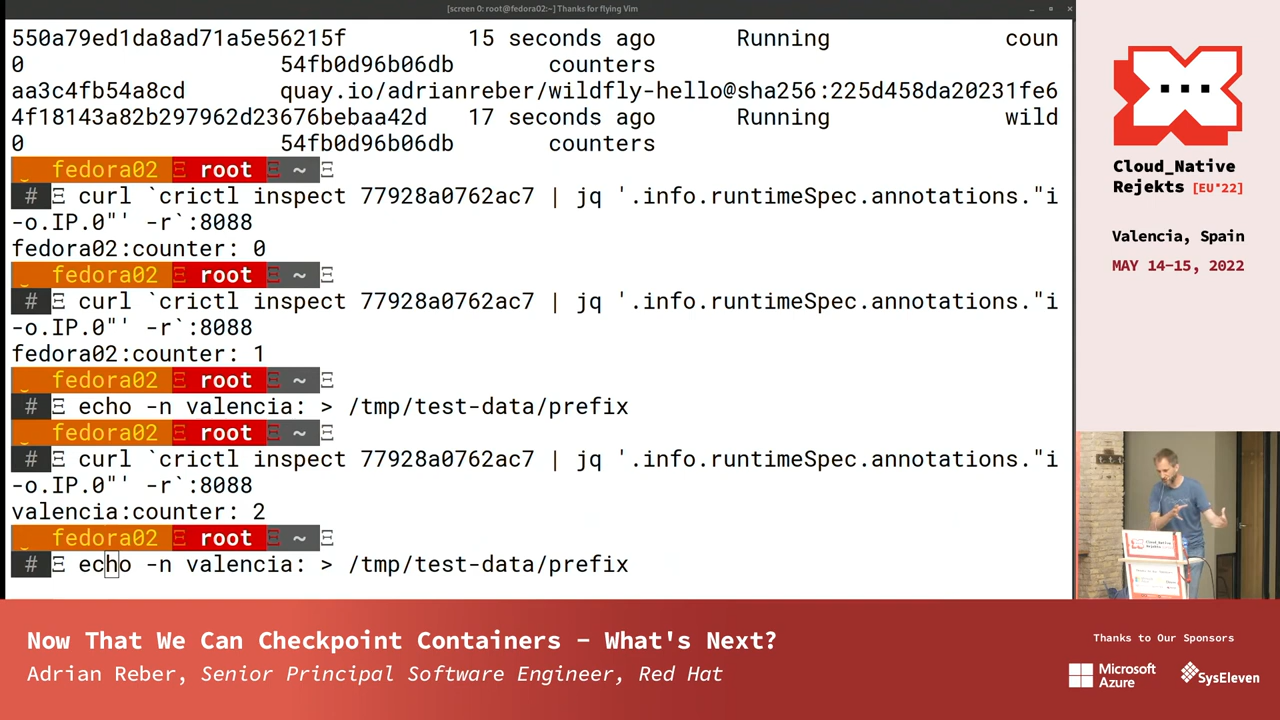 [screen 0: root@fedora02:~] Thanks for flying Vim
550a79ed1da8ad71a5e56215f 15 seconds ago Running coun
0 54fb0d96b06db counters
aa3c4fb54a8cd quay.io/adrianreber/wildfly-hello@sha256:225d458da20231fe6
4f18143a82b297962d23676bebaa42d 17 seconds ago Running wild
0 54fb0d96b06db counters
fedora02 Ξ root Ξ ~ Ξ
# Ξ curl `crictl inspect 77928a0762ac7 | jq '.info.runtimeSpec.annotations."i
-o.IP.0"' -r`:8088
fedora02:counter: 0
fedora02 Ξ root Ξ ~ Ξ
# Ξ curl `crictl inspect 77928a0762ac7 | jq '.info.runtimeSpec.annotations."i
-o.IP.0"' -r`:8088
fedora02:counter: 1
fedora02 Ξ root Ξ ~ Ξ
# Ξ echo -n valencia: > /tmp/test-data/prefix
fedora02 Ξ root Ξ ~ Ξ
# Ξ curl `crictl inspect 77928a0762ac7 | jq '.info.runtimeSpec.annotations."i
-o.IP.0"' -r`:8088
valencia:counter: 2
fedora02 Ξ root Ξ ~ Ξ
# Ξ echo -n valencia: > /tmp/test-data/prefix
Cloud_Native
Rejekts [EU*22]
Valencia, Spain
MAY 14-15, 2022
Cloud_Native
Rejekts
Now That We Can Checkpoint Containers - What's Next?
Adrian Reber, Senior Principal Software Engineer, Red Hat
Thanks to Our Sponsors
Microsoft
Azure
SysEleven